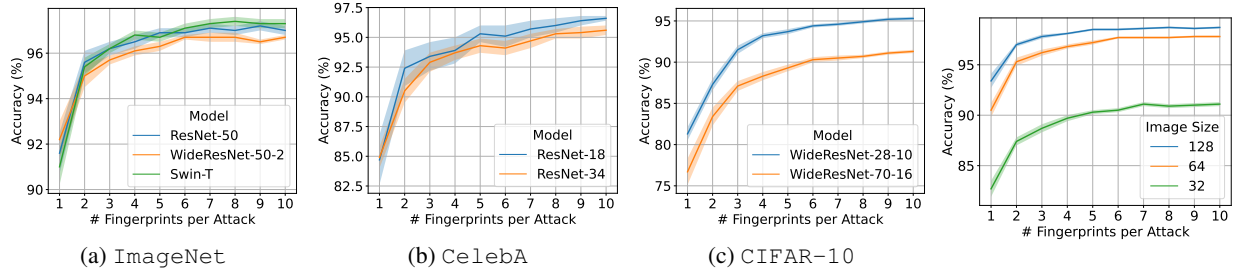 Accuracy (%)
96
94
92
90
Model
ResNet-50
WideResNet-50-2
Swin-T
1 2 3 4 5 6 7 8 9 10
# Fingerprints per Attack
(a) ImageNet
Accuracy (%)
97.5
95.0
92.5
90.0
87.5
85.0
82.5
Model
ResNet-18
ResNet-34
1 2 3 4 5 6 7 8 9 10
# Fingerprints per Attack
(b) CelebA
Accuracy (%)
95
90
85
80
75
Model
WideResNet-28-10
WideResNet-70-16
1 2 3 4 5 6 7 8 9 10
# Fingerprints per Attack
(c) CIFAR-10
Accuracy (%)
95
90
85
Image Size
128
64
32
1 2 3 4 5 6 7 8 9 10
# Fingerprints per Attack